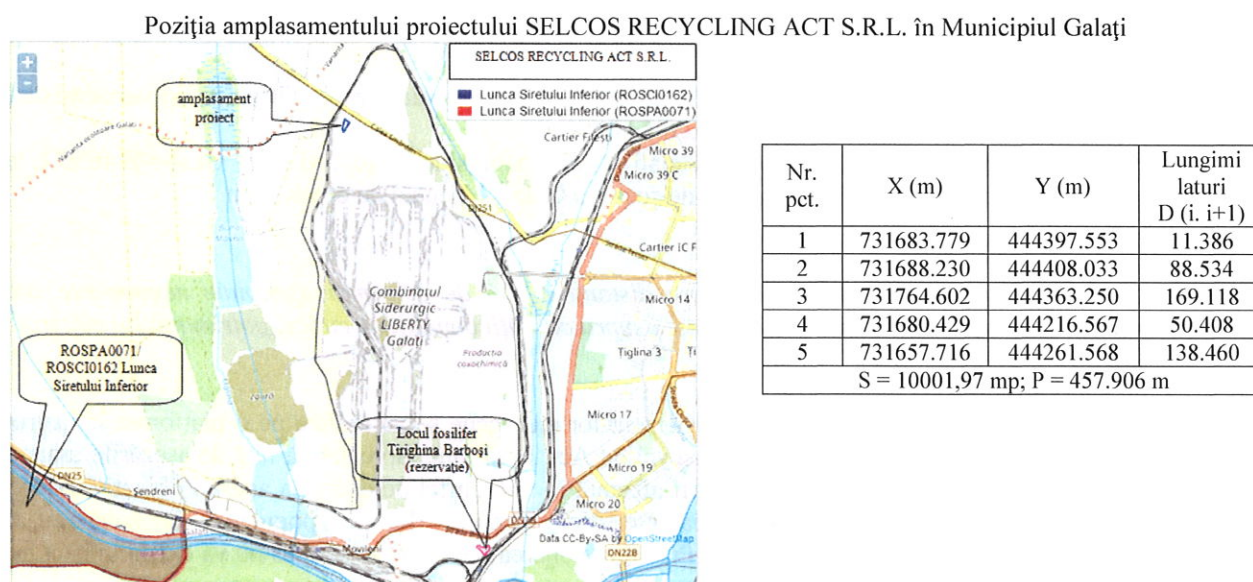 Poziţia amplasamentului proiectului SELCOS RECYCLING ACT S.R.L. în Municipiul Galaţi
SELCOS RECYCLING ACT S.R.L.
Lunca Siretului Inferior (ROSCI0162)
Lunca Siretului Inferior (ROSPA0071)
amplasament
proiect
Cartier Filești
Micro 39
Micro 39 C
Cartier IC F
Micro 14
Combinatul
Siderurgic
LIBERTY
Galați
Producția
cocsochimică
Tiglina 3
ROSPA0071/
ROSCI0162 Lunca
Siretului Inferior
Micro 17
Locul fosilifer
Tirighina Barboşi
(rezervaţie)
Micro 19
DN25
Sendreni
Micro 20
Movileni
Data CC-By-SA by OpenStreetMap
DN22B
Nr. pct. X (m) Y (m) Lungimi laturi D (i. i+1)
1 731683.779 444397.553 11.386
2 731688.230 444408.033 88.534
3 731764.602 444363.250 169.118
4 731680.429 444216.567 50.408
5 731657.716 444261.568 138.460
S = 10001,97 mp; P = 457.906 m